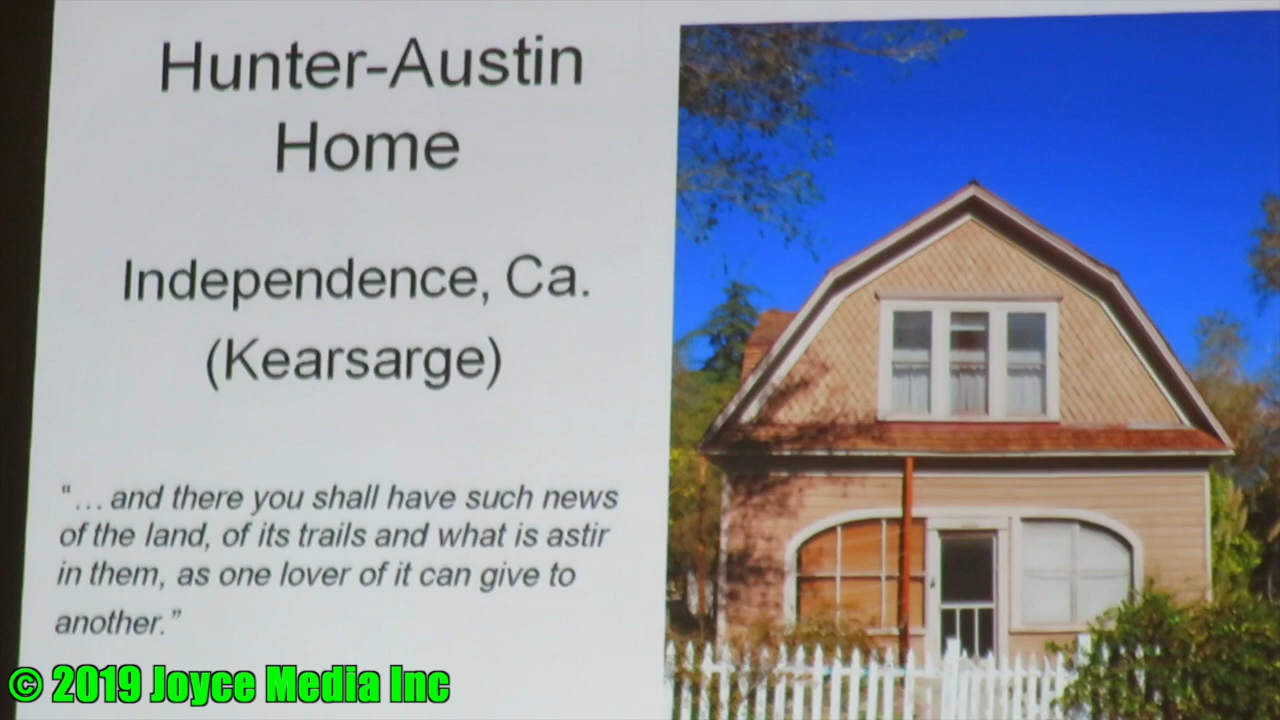 Hunter-Austin
Home
Independence, Ca.
(Kearsarge)
“… and there you shall have such news
of the land, of its trails and what is astir
in them, as one lover of it can give to
another.”
© 2019 Joyce Media Inc